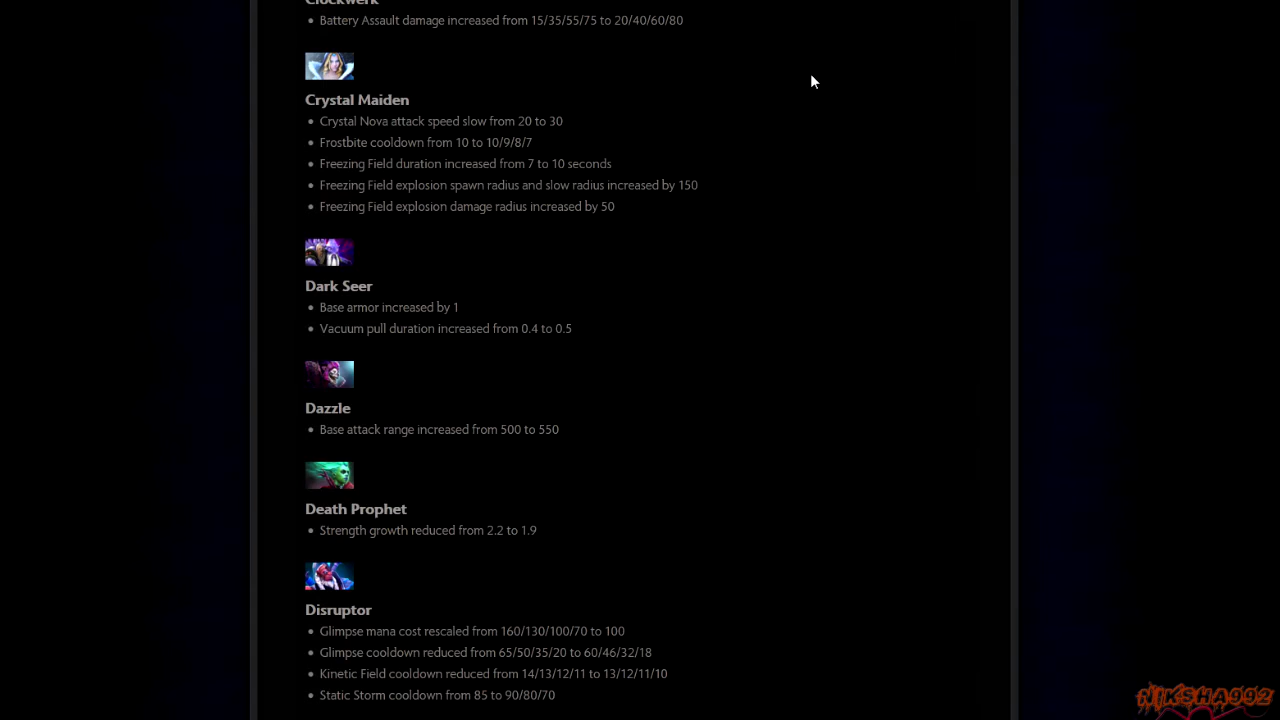 Clockwerk
Battery Assault damage increased from 15/35/55/75 to 20/40/60/80
Crystal Maiden
Crystal Nova attack speed slow from 20 to 30
Frostbite cooldown from 10 to 10/9/8/7
Freezing Field duration increased from 7 to 10 seconds
Freezing Field explosion spawn radius and slow radius increased by 150
Freezing Field explosion damage radius increased by 50
Dark Seer
Base armor increased by 1
Vacuum pull duration increased from 0.4 to 0.5
Dazzle
Base attack range increased from 500 to 550
Death Prophet
Strength growth reduced from 2.2 to 1.9
Disruptor
Glimpse mana cost rescaled from 160/130/100/70 to 100
Glimpse cooldown reduced from 65/50/35/20 to 60/46/32/18
Kinetic Field cooldown reduced from 14/13/12/11 to 13/12/11/10
Static Storm cooldown from 85 to 90/80/70
NIKSHA992